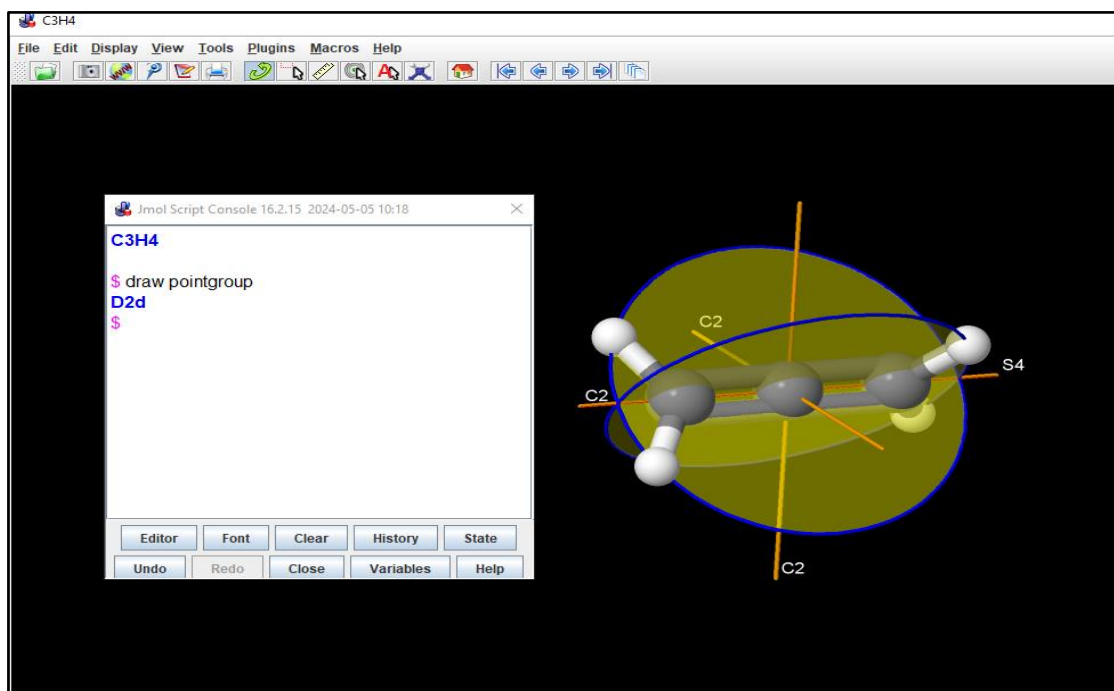 C3H4
File Edit Display View Tools Plugins Macros Help
Jmol Script Console 16.2.15 2024-05-05 10:18
C3H4
$ draw pointgroup
D2d
$
Editor Font Clear History State
Undo Redo Close Variables Help
C2
C2
S4
C2